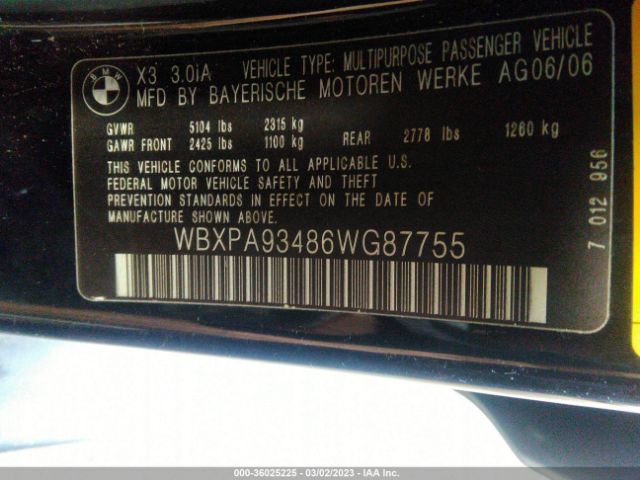 BMW
X3 3.0iA VEHICLE TYPE: MULTIPURPOSE PASSENGER VEHICLE
MFD BY BAYERISCHE MOTOREN WERKE AG06/06
GVWR 5104 lbs 2315 kg
GAWR FRONT 2425 lbs 1100 kg REAR 2778 lbs 1260 kg
THIS VEHICLE CONFORMS TO ALL APPLICABLE U.S.
FEDERAL MOTOR VEHICLE SAFETY AND THEFT
PREVENTION STANDARDS IN EFFECT ON THE DATE OF
MANUFACTURE SHOWN ABOVE.
WBXPA93486WG87755
7 012 956
000-36025225 - 03/02/2023 - IAA Inc.